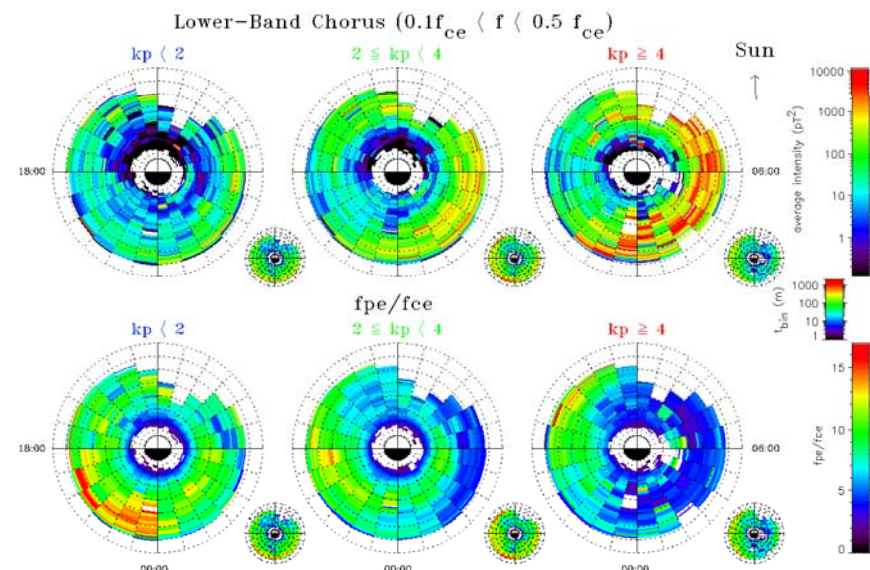 Lower-Band Chorus (0.1f_ce < f < 0.5 f_ce)
kp < 2
2 ≤ kp < 4
kp ≥ 4
Sun
↑
18:00
06:00
10000
1000
100
10
1
average intensity (pT²)
1000
100
10
1
t_bin (m)
fpe/fce
kp < 2
2 ≤ kp < 4
kp ≥ 4
18:00
06:00
15
10
5
0
fpe/fce
00:00
00:00
00:00